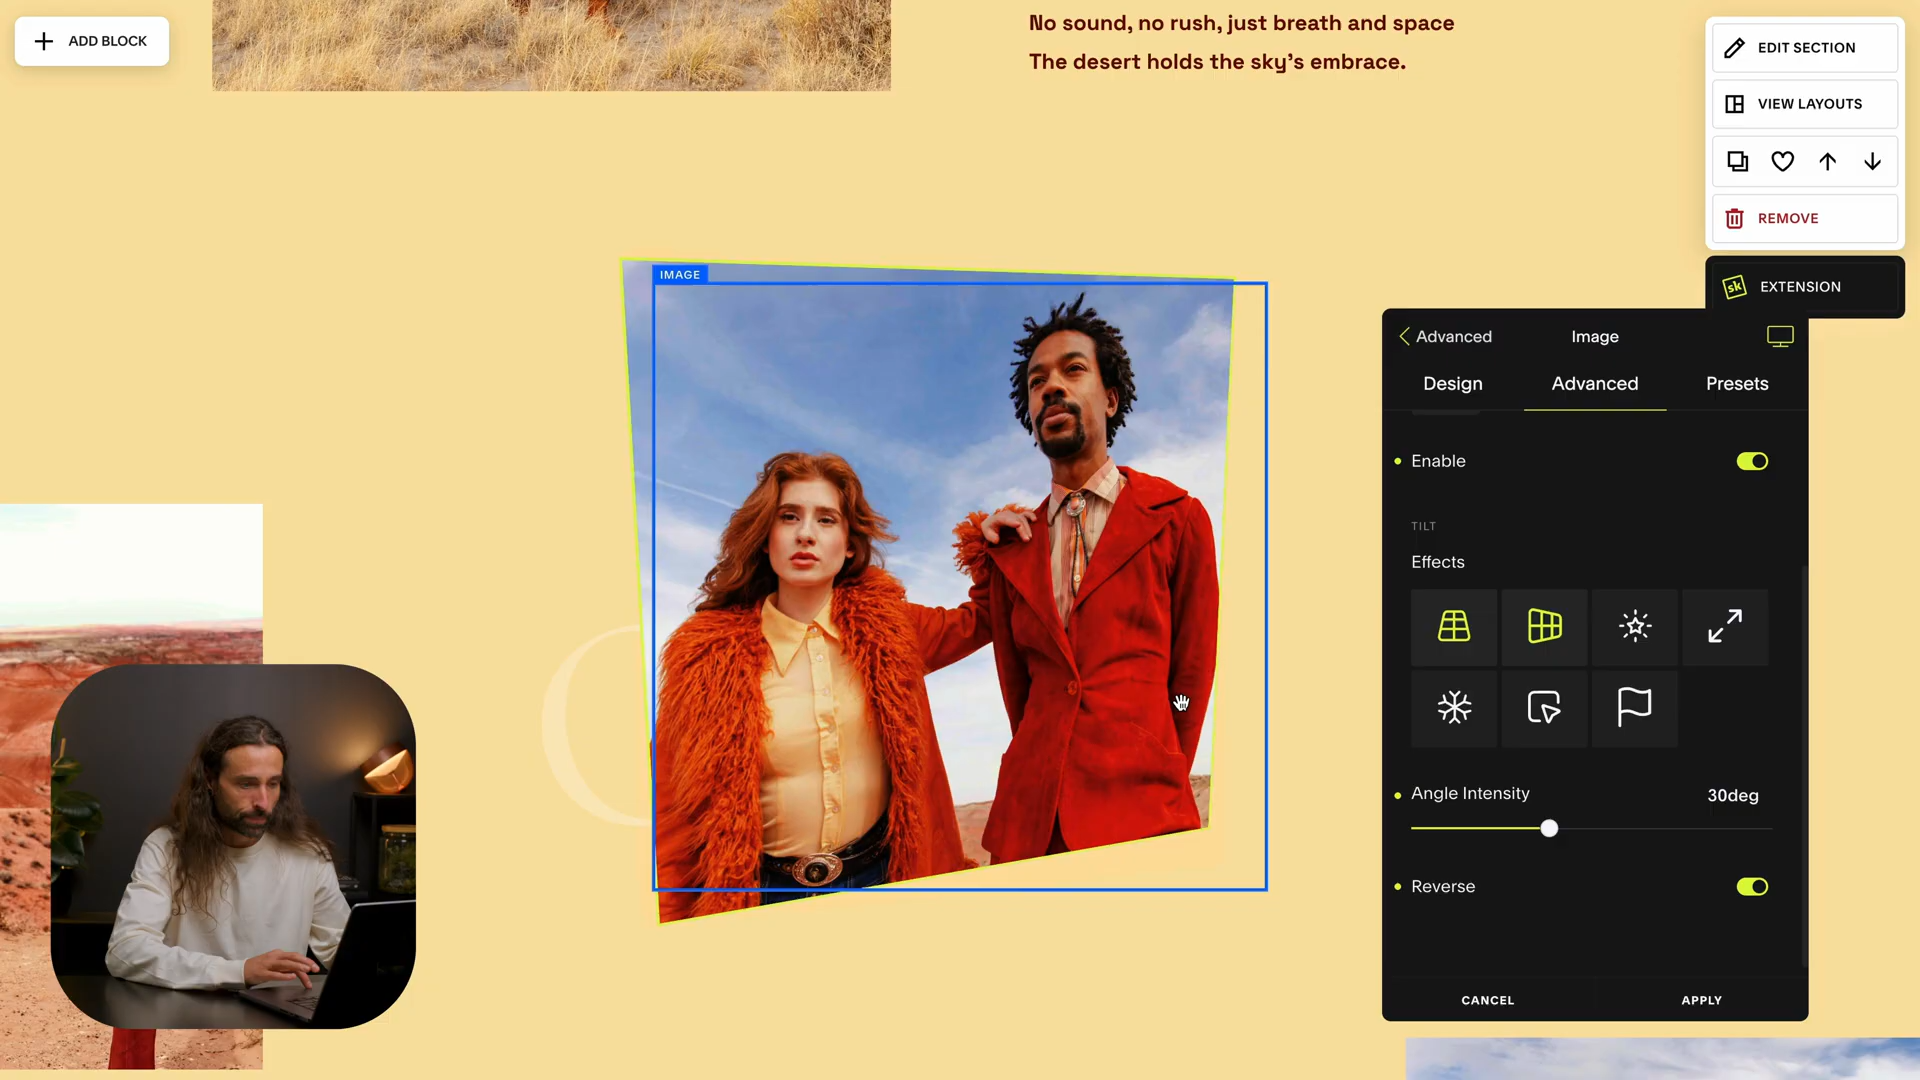 ADD BLOCK
No sound, no rush, just breath and space
The desert holds the sky's embrace.
EDIT SECTION
VIEW LAYOUTS
REMOVE
sk EXTENSION
IMAGE
Advanced
Image
Design
Advanced
Presets
Enable
TILT
Effects
Angle Intensity
30deg
Reverse
CANCEL
APPLY